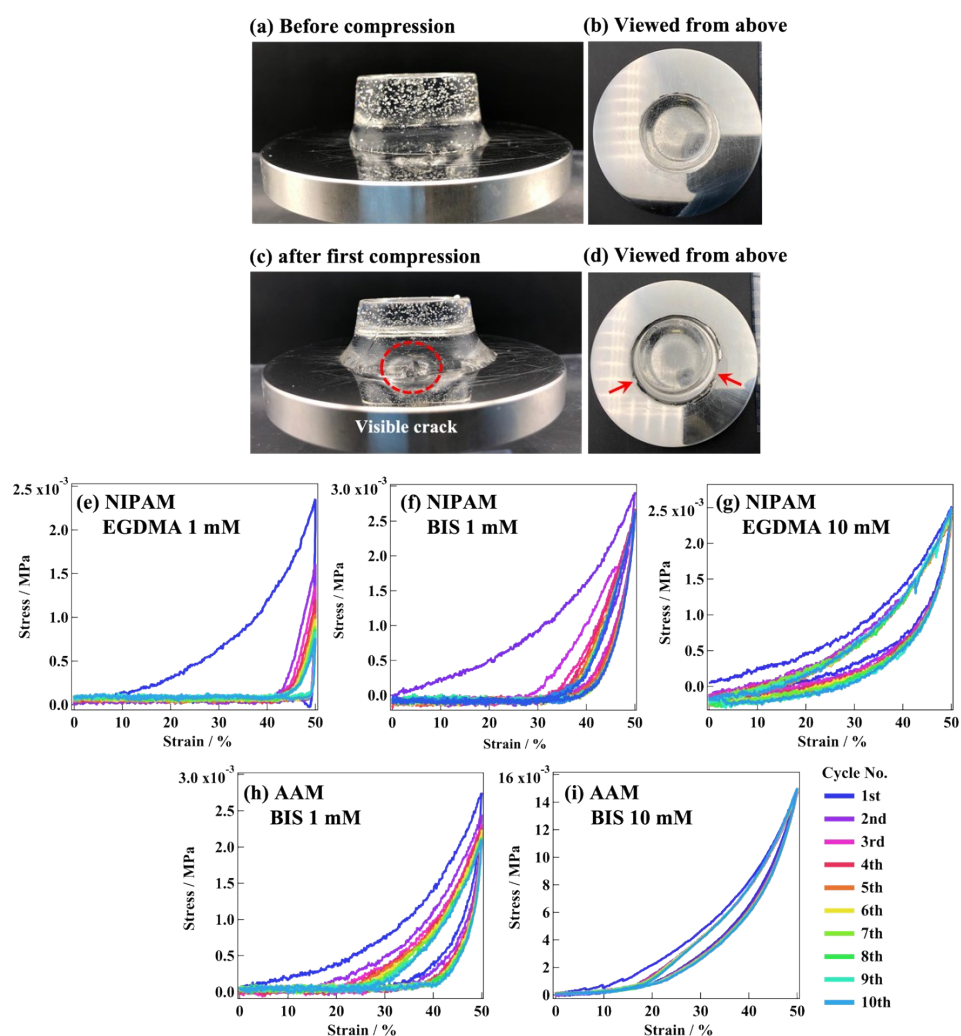 (a) Before compression
(b) Viewed from above
(c) after first compression
(d) Viewed from above
Visible crack
(e) NIPAM
EGDMA 1 mM
2.5 x10⁻³
2.0
1.5
1.0
0.5
0.0
Stress / MPa
0 10 20 30 40 50
Strain / %
(f) NIPAM
BIS 1 mM
3.0 x10⁻³
2.5
2.0
1.5
1.0
0.5
0.0
Stress / MPa
0 10 20 30 40 50
Strain / %
(g) NIPAM
EGDMA 10 mM
2.5 x10⁻³
2.0
1.5
1.0
0.5
0.0
Stress / MPa
0 10 20 30 40 50
Strain / %
(h) AAM
BIS 1 mM
3.0 x10⁻³
2.5
2.0
1.5
1.0
0.5
0.0
Stress / MPa
0 10 20 30 40 50
Strain / %
(i) AAM
BIS 10 mM
16 x10⁻³
14
12
10
8
6
4
2
0
Stress / MPa
0 10 20 30 40 50
Strain / %
Cycle No.
1st
2nd
3rd
4th
5th
6th
7th
8th
9th
10th